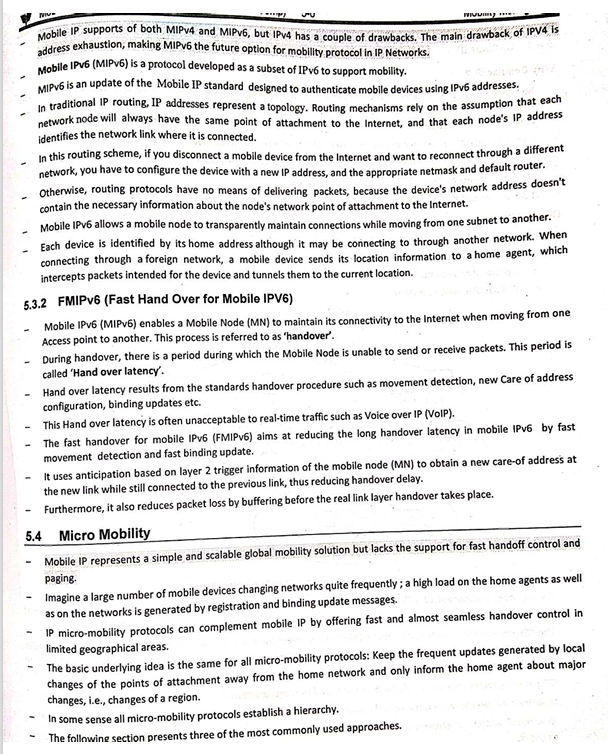 Mobility
- Mobile IP supports of both MIPv4 and MIPv6, but IPv4 has a couple of drawbacks. The main drawback of IPV4 is
address exhaustion, making MIPv6 the future option for mobility protocol in IP Networks.
- Mobile IPv6 (MIPv6) is a protocol developed as a subset of IPv6 to support mobility.
- MIPv6 is an update of the Mobile IP standard designed to authenticate mobile devices using IPv6 addresses.
- In traditional IP routing, IP addresses represent a topology. Routing mechanisms rely on the assumption that each
network node will always have the same point of attachment to the Internet, and that each node's IP address
identifies the network link where it is connected.
- In this routing scheme, if you disconnect a mobile device from the Internet and want to reconnect through a different
network, you have to configure the device with a new IP address, and the appropriate netmask and default router.
- Otherwise, routing protocols have no means of delivering packets, because the device's network address doesn't
contain the necessary information about the node's network point of attachment to the Internet.
- Mobile IPv6 allows a mobile node to transparently maintain connections while moving from one subnet to another.
- Each device is identified by its home address although it may be connecting to through another network. When
connecting through a foreign network, a mobile device sends its location information to a home agent, which
intercepts packets intended for the device and tunnels them to the current location.
5.3.2 FMIPv6 (Fast Hand Over for Mobile IPV6)
- Mobile IPv6 (MIPv6) enables a Mobile Node (MN) to maintain its connectivity to the Internet when moving from one
Access point to another. This process is referred to as 'handover'.
- During handover, there is a period during which the Mobile Node is unable to send or receive packets. This period is
called 'Hand over latency'.
- Hand over latency results from the standards handover procedure such as movement detection, new Care of address
configuration, binding updates etc.
- This Hand over latency is often unacceptable to real-time traffic such as Voice over IP (VoIP).
- The fast handover for mobile IPv6 (FMIPv6) aims at reducing the long handover latency in mobile IPv6 by fast
movement detection and fast binding update.
- It uses anticipation based on layer 2 trigger information of the mobile node (MN) to obtain a new care-of address at
the new link while still connected to the previous link, thus reducing handover delay.
- Furthermore, it also reduces packet loss by buffering before the real link layer handover takes place.
5.4 Micro Mobility
- Mobile IP represents a simple and scalable global mobility solution but lacks the support for fast handoff control and
paging.
- Imagine a large number of mobile devices changing networks quite frequently ; a high load on the home agents as well
as on the networks is generated by registration and binding update messages.
- IP micro-mobility protocols can complement mobile IP by offering fast and almost seamless handover control in
limited geographical areas.
- The basic underlying idea is the same for all micro-mobility protocols: Keep the frequent updates generated by local
changes of the points of attachment away from the home network and only inform the home agent about major
changes, i.e., changes of a region.
- In some sense all micro-mobility protocols establish a hierarchy.
- The following section presents three of the most commonly used approaches.